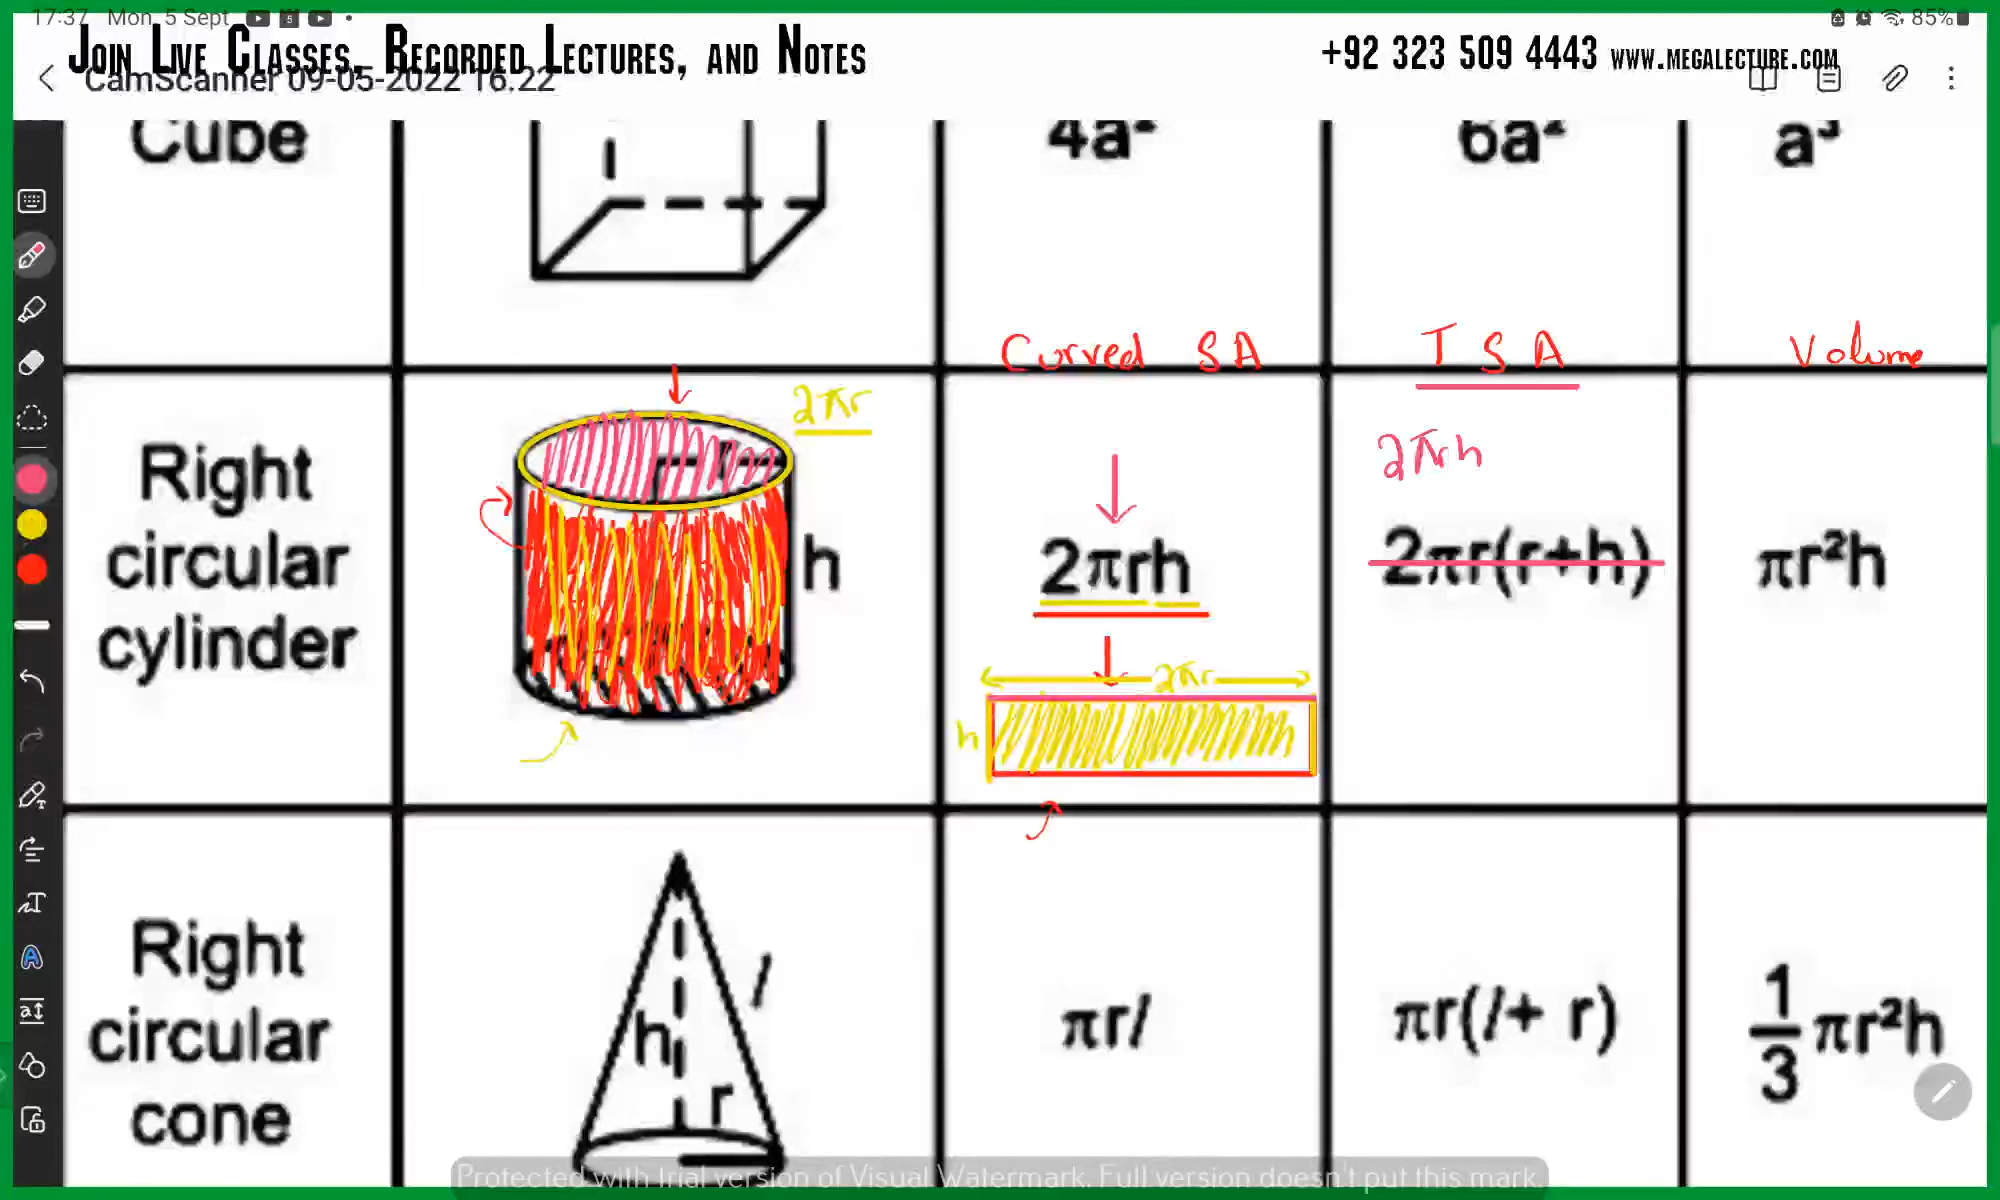 17:37 Mon, 5 Sept
85%
Join Live Classes, Recorded Lectures, and Notes
+92 323 509 4443 www.megalecture.com
CamScanner 09-05-2022 16.22
Cube
4a²
6a²
a³
Curved SA
TSA
Volume
Right
circular
cylinder
2πr
h
2πrh
2πr
h
2πrh
2πr(r+h)
πr²h
Right
circular
cone
h
l
r
πrl
πr(l+ r)
1/3 πr²h
Protected with trial version of Visual Watermark. Full version doesn't put this mark.